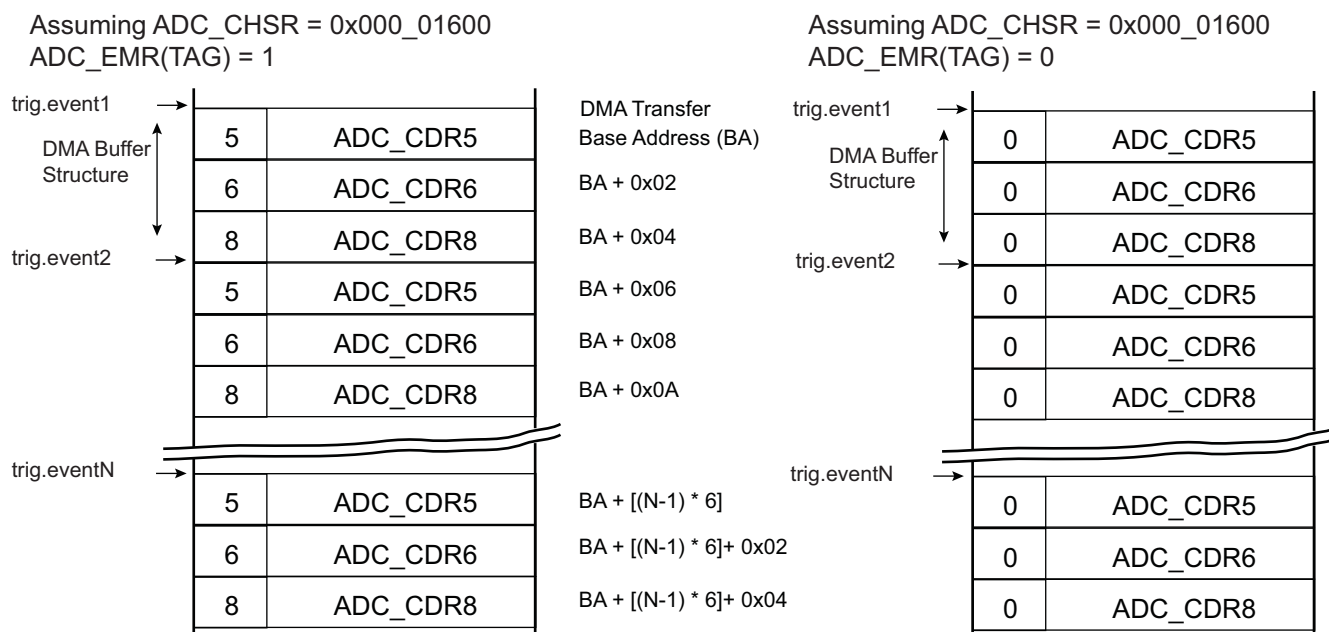 Assuming ADC_CHSR = 0x000_01600
ADC_EMR(TAG) = 1
trig.event1
DMA Buffer
Structure
5 ADC_CDR5
6 ADC_CDR6
8 ADC_CDR8
trig.event2
5 ADC_CDR5
6 ADC_CDR6
8 ADC_CDR8
trig.eventN
5 ADC_CDR5
6 ADC_CDR6
8 ADC_CDR8
DMA Transfer
Base Address (BA)
BA + 0x02
BA + 0x04
BA + 0x06
BA + 0x08
BA + 0x0A
BA + [(N-1) * 6]
BA + [(N-1) * 6]+ 0x02
BA + [(N-1) * 6]+ 0x04
Assuming ADC_CHSR = 0x000_01600
ADC_EMR(TAG) = 0
trig.event1
DMA Buffer
Structure
0 ADC_CDR5
0 ADC_CDR6
0 ADC_CDR8
trig.event2
0 ADC_CDR5
0 ADC_CDR6
0 ADC_CDR8
trig.eventN
0 ADC_CDR5
0 ADC_CDR6
0 ADC_CDR8